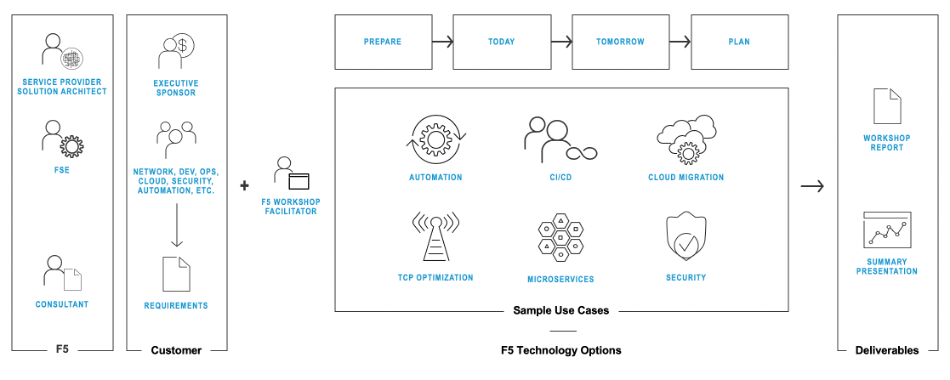 SERVICE PROVIDER
SOLUTION ARCHITECT
FSE
CONSULTANT
F5
EXECUTIVE
SPONSOR
NETWORK, DEV, OPS,
CLOUD, SECURITY,
AUTOMATION, ETC.
REQUIREMENTS
Customer
+
F5 WORKSHOP
FACILITATOR
PREPARE
TODAY
TOMORROW
PLAN
AUTOMATION
CI/CD
CLOUD MIGRATION
TCP OPTIMIZATION
MICROSERVICES
SECURITY
Sample Use Cases
F5 Technology Options
WORKSHOP
REPORT
SUMMARY
PRESENTATION
Deliverables